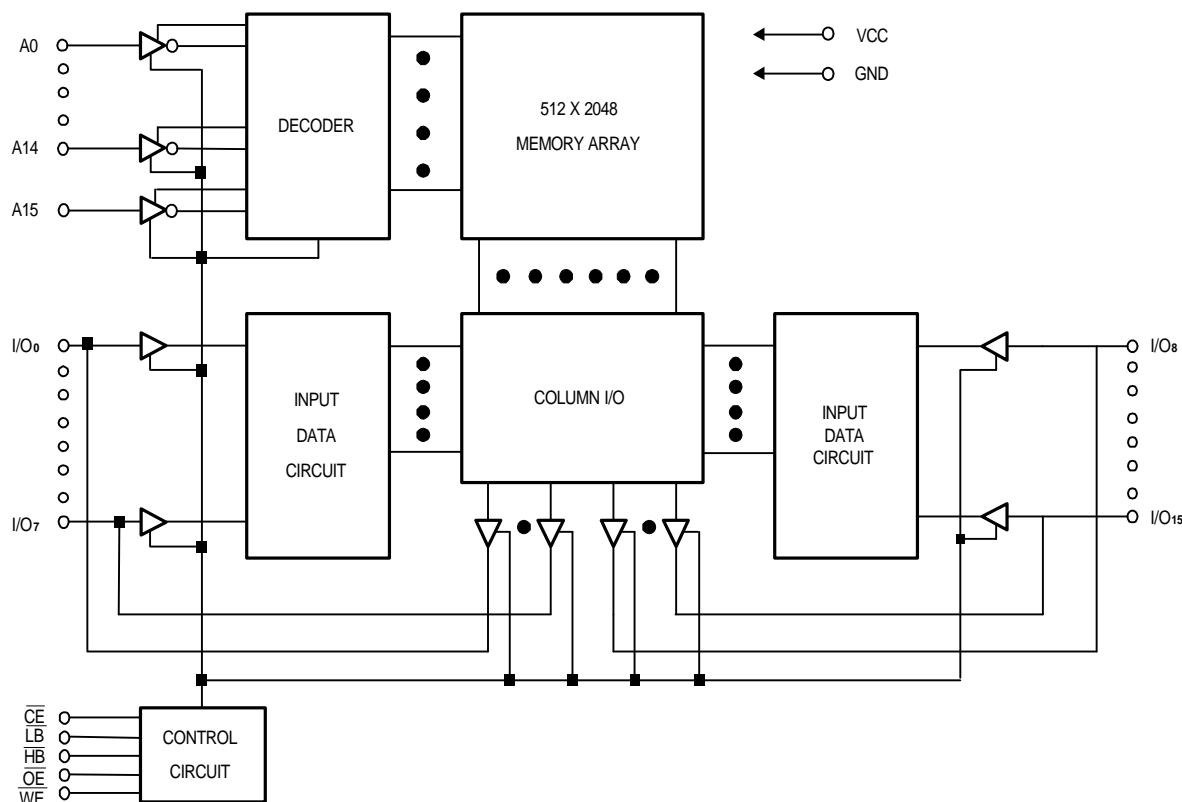 A0
VCC
GND
512 X 2048
MEMORY ARRAY
DECODER
A14
A15
I/O0
I/O8
INPUT
DATA
CIRCUIT
COLUMN I/O
INPUT
DATA
CIRCUIT
I/O7
I/O15
CE
LB
HB
OE
WE
CONTROL
CIRCUIT